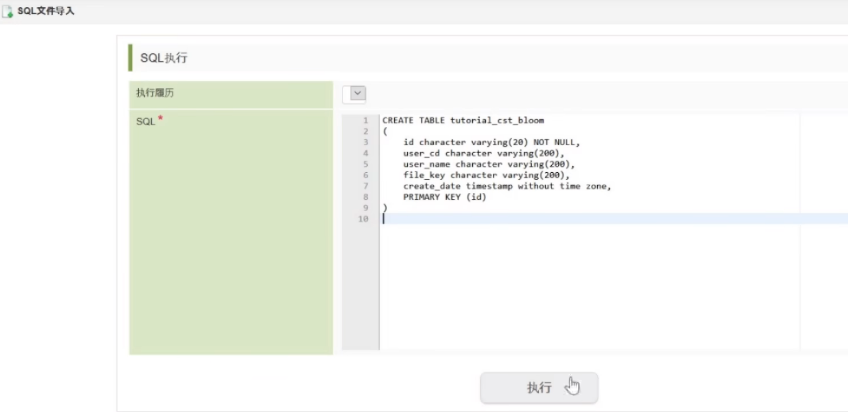 SQL文件导入
SQL执行
执行履历
SQL *
1 CREATE TABLE tutorial_cst_bloom
2 (
3     id character varying(20) NOT NULL,
4     user_cd character varying(200),
5     user_name character varying(200),
6     file_key character varying(200),
7     create_date timestamp without time zone,
8     PRIMARY KEY (id)
9 )
10
执行